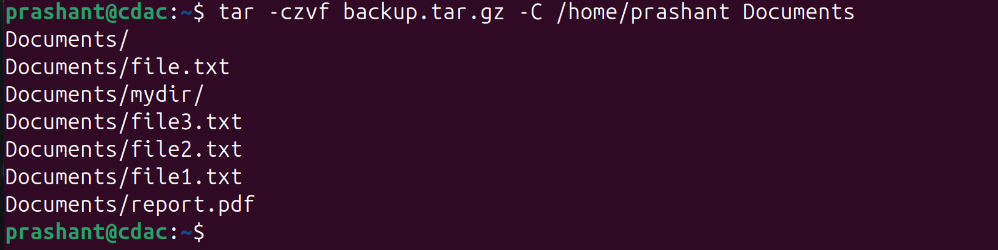 prashant@cdac:~$ tar -czvf backup.tar.gz -C /home/prashant Documents
Documents/
Documents/file.txt
Documents/mydir/
Documents/file3.txt
Documents/file2.txt
Documents/file1.txt
Documents/report.pdf
prashant@cdac:~$